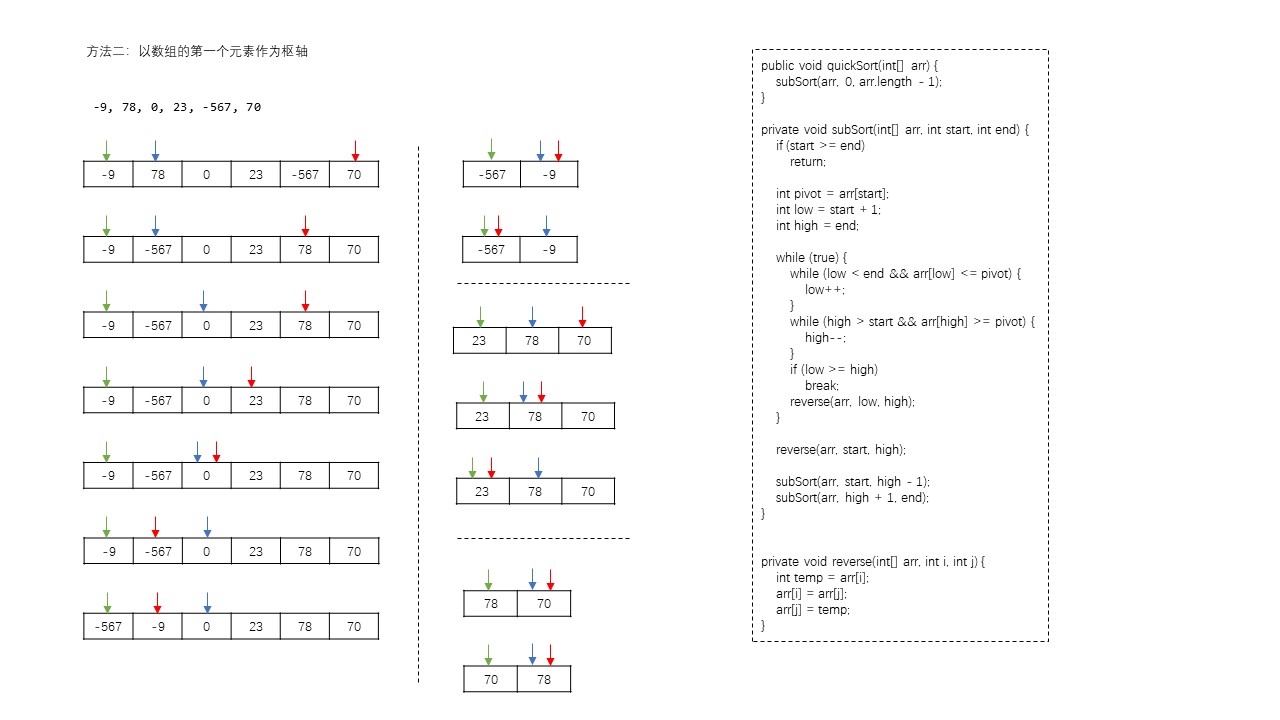 方法二：以数组的第一个元素作为枢轴
-9, 78, 0, 23, -567, 70
-9 78 0 23 -567 70
-9 -567 0 23 78 70
-9 -567 0 23 78 70
-9 -567 0 23 78 70
-9 -567 0 23 78 70
-9 -567 0 23 78 70
-567 -9 0 23 78 70
-567 -9
-567 -9
23 78 70
23 78 70
23 78 70
78 70
70 78
public void quickSort(int[] arr) {
subSort(arr, 0, arr.length - 1);
}
private void subSort(int[] arr, int start, int end) {
if (start >= end)
return;
int pivot = arr[start];
int low = start + 1;
int high = end;
while (true) {
while (low < end && arr[low] <= pivot) {
low++;
}
while (high > start && arr[high] >= pivot) {
high--;
}
if (low >= high)
break;
reverse(arr, low, high);
}
reverse(arr, start, high);
subSort(arr, start, high - 1);
subSort(arr, high + 1, end);
}
private void reverse(int[] arr, int i, int j) {
int temp = arr[i];
arr[i] = arr[j];
arr[j] = temp;
}